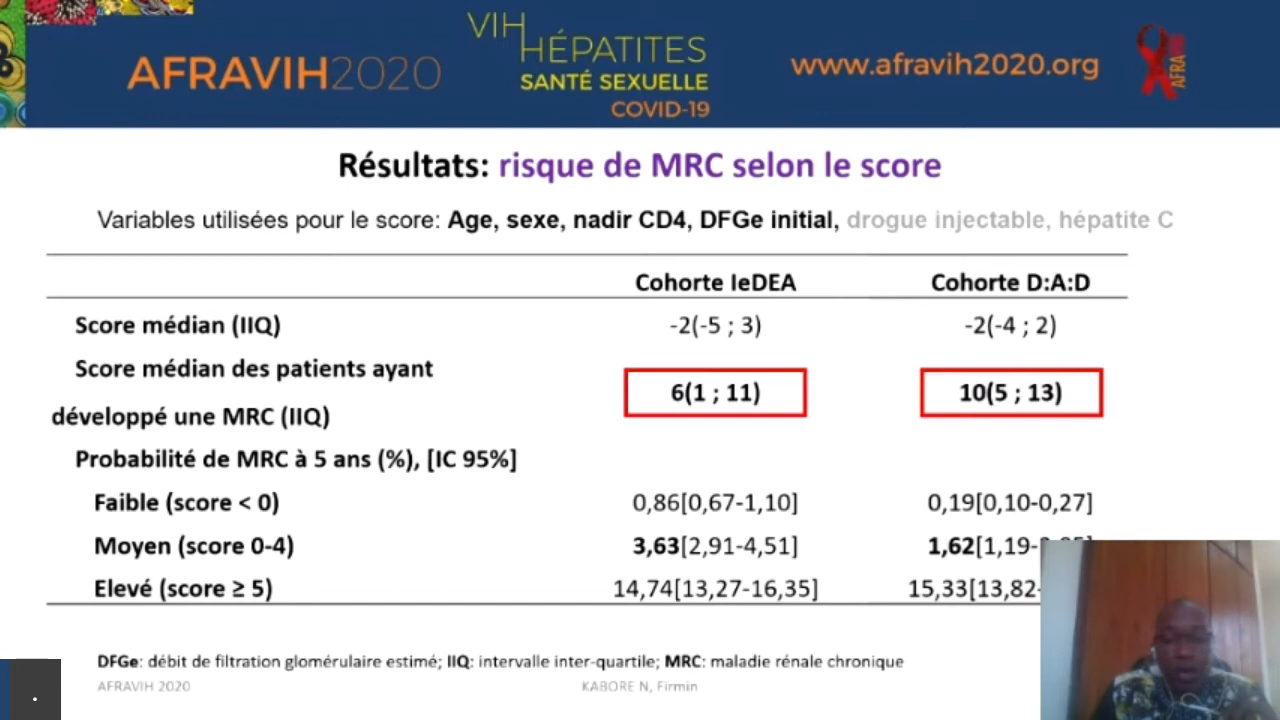 AFRAVIH2020
VIH
HÉPATITES
SANTÉ SEXUELLE
COVID-19
www.afravih2020.org
AFRA
Résultats: risque de MRC selon le score
Variables utilisées pour le score: Age, sexe, nadir CD4, DFGe initial, drogue injectable, hépatite C
Cohorte IeDEA Cohorte D:A:D
Score médian (IIQ) -2(-5 ; 3) -2(-4 ; 2)
Score médian des patients ayant
développé une MRC (IIQ) 6(1 ; 11) 10(5 ; 13)
Probabilité de MRC à 5 ans (%), [IC 95%]
Faible (score < 0) 0,86[0,67-1,10] 0,19[0,10-0,27]
Moyen (score 0-4) 3,63[2,91-4,51] 1,62[1,19-
Elevé (score ≥ 5) 14,74[13,27-16,35] 15,33[13,82-
DFGe: débit de filtration glomérulaire estimé; IIQ: intervalle inter-quartile; MRC: maladie rénale chronique
AFRAVIH 2020 KABORE N, Firmin